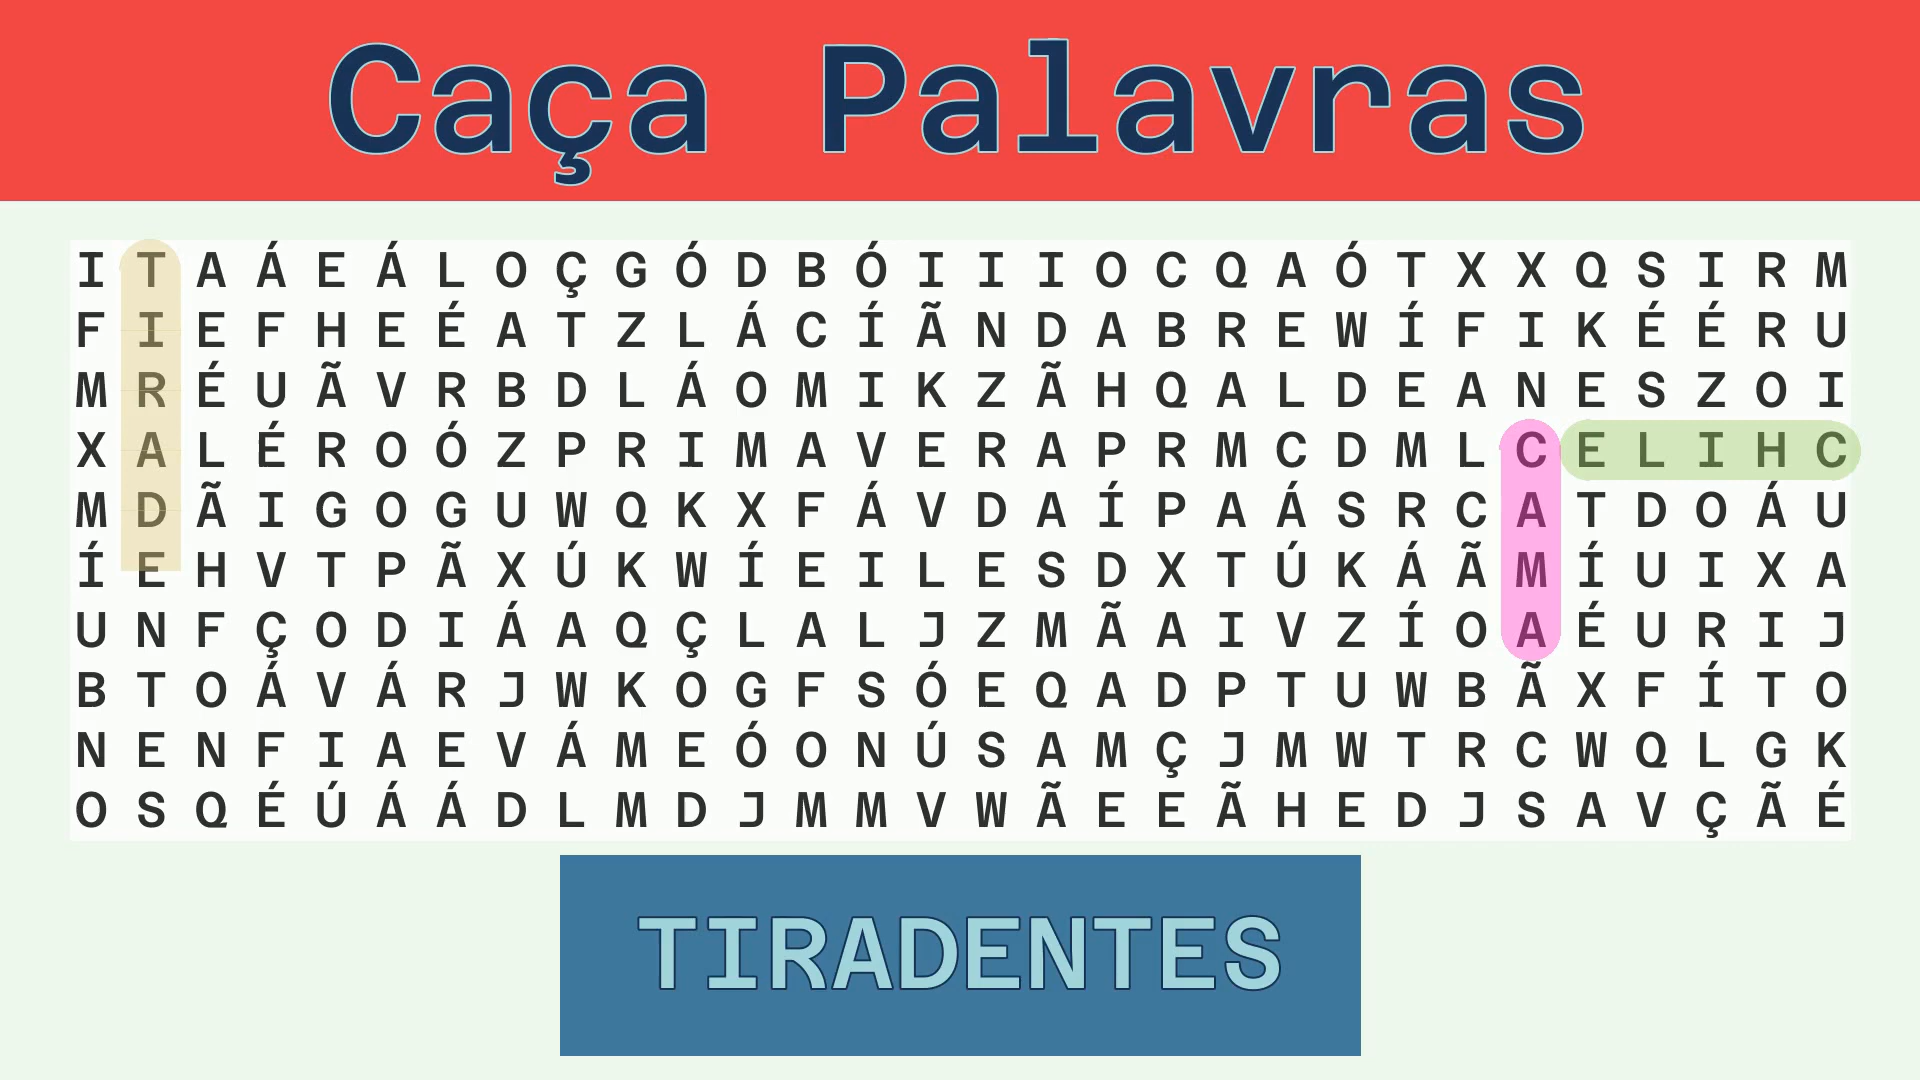 Caça Palavras
I T A Á E Á L O Ç G Ó D B Ó I I I O C Q A Ó T X X Q S I R M
F I E F H E É A T Z L Á C Í Ã N D A B R E W Í F I K É É R U
M R É U Ã V R B D L Á O M I K Z Ã H Q A L D E A N E S Z O I
X A L É R O Ó Z P R I M A V E R A P R M C D M L C E L I H C
M D Ã I G O G U W Q K X F Á V D A Í P A Á S R C A T D O Á U
Í E H V T P Ã X Ú K W Í E I L E S D X T Ú K Á Ã M Í U I X A
U N F Ç O D I Á A Q Ç L A L J Z M Ã A I V Z Í O A É U R I J
B T O Á V Á R J W K O G F S Ó E Q A D P T U W B Ã X F Í T O
N E N F I A E V Á M E Ó O N Ú S A M Ç J M W T R C W Q L G K
O S Q É Ú Á Á D L M D J M M V W Ã E E Ã H E D J S A V Ç Ã É
TIRADENTES